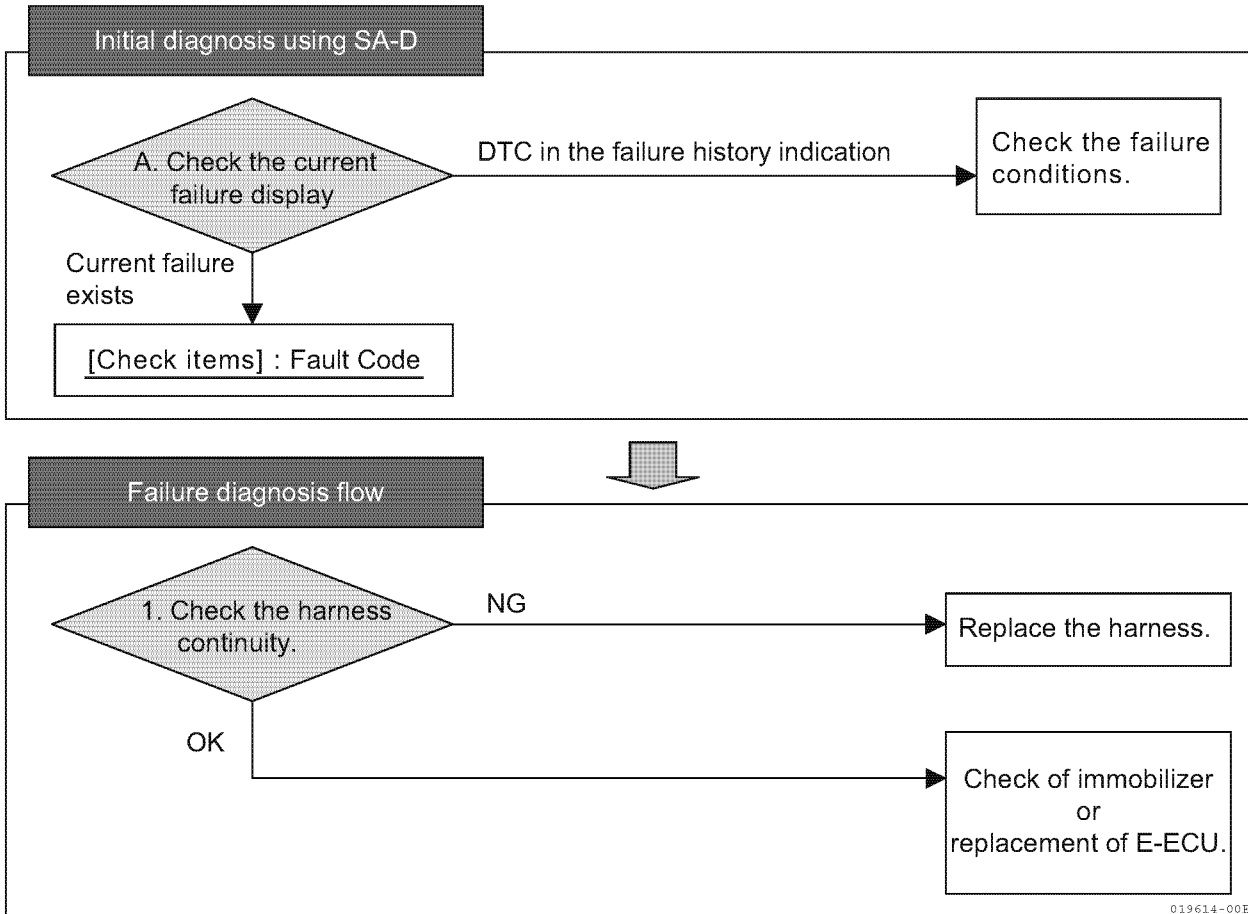 Initial diagnosis using SA-D
A. Check the current
failure display
DTC in the failure history indication
Check the failure
conditions.
Current failure
exists
[Check items] : Fault Code
Failure diagnosis flow
1. Check the harness
continuity.
NG
Replace the harness.
OK
Check of immobilizer
or
replacement of E-ECU.
019614-00E